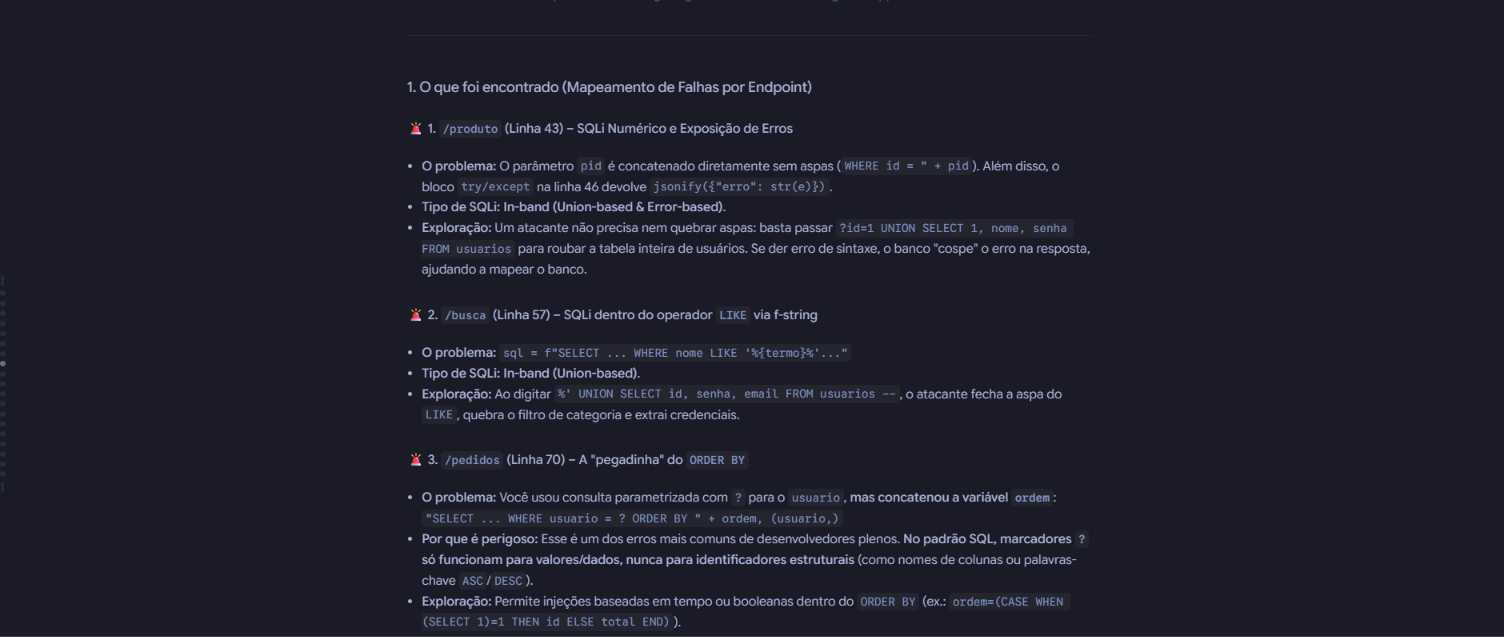 1. O que foi encontrado (Mapeamento de Falhas por Endpoint)
🚨 1. /produto (Linha 43) – SQLi Numérico e Exposição de Erros
• O problema: O parâmetro pid é concatenado diretamente sem aspas ( WHERE id = " + pid ). Além disso, o
bloco try/except na linha 46 devolve jsonify({"erro": str(e)}) .
• Tipo de SQLi: In-band (Union-based & Error-based).
• Exploração: Um atacante não precisa nem quebrar aspas: basta passar ?id=1 UNION SELECT 1, nome, senha
FROM usuarios para roubar a tabela inteira de usuários. Se der erro de sintaxe, o banco "cospe" o erro na resposta,
ajudando a mapear o banco.
🚨 2. /busca (Linha 57) – SQLi dentro do operador LIKE via f-string
• O problema: sql = f"SELECT ... WHERE nome LIKE '%{termo}%'..."
• Tipo de SQLi: In-band (Union-based).
• Exploração: Ao digitar %' UNION SELECT id, senha, email FROM usuarios -- , o atacante fecha a aspa do
LIKE , quebra o filtro de categoria e extrai credenciais.
🚨 3. /pedidos (Linha 70) – A "pegadinha" do ORDER BY
• O problema: Você usou consulta parametrizada com ? para o usuario , mas concatenou a variável ordem :
"SELECT ... WHERE usuario = ? ORDER BY " + ordem, (usuario,)
• Por que é perigoso: Esse é um dos erros mais comuns de desenvolvedores plenos. No padrão SQL, marcadores ?
só funcionam para valores/dados, nunca para identificadores estruturais (como nomes de colunas ou palavras-
chave ASC / DESC ).
• Exploração: Permite injeções baseadas em tempo ou booleanas dentro do ORDER BY (ex.: ordem=(CASE WHEN
(SELECT 1)=1 THEN id ELSE total END) ).